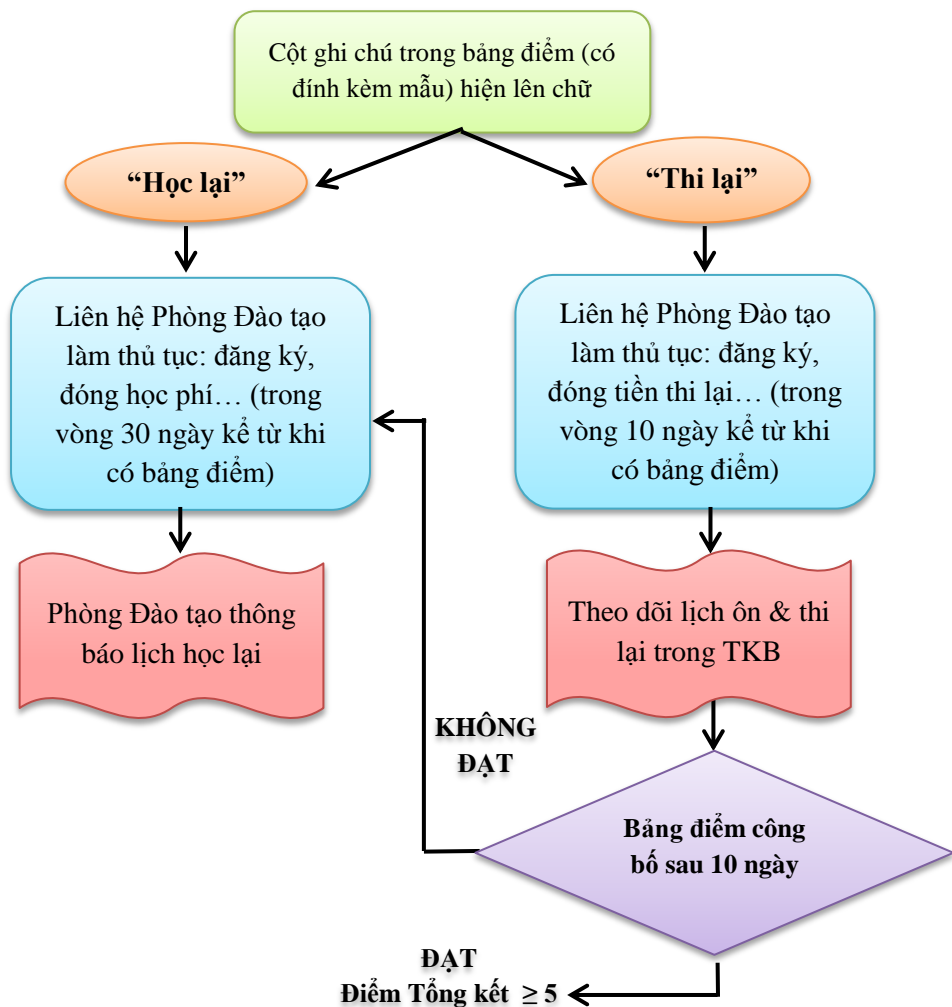 Cột ghi chú trong bảng điểm (có
đính kèm mẫu) hiện lên chữ
“Học lại”
“Thi lại”
Liên hệ Phòng Đào tạo
làm thủ tục: đăng ký,
đóng học phí… (trong
vòng 30 ngày kể từ khi
có bảng điểm)
Liên hệ Phòng Đào tạo
làm thủ tục: đăng ký,
đóng tiền thi lại… (trong
vòng 10 ngày kể từ khi
có bảng điểm)
Phòng Đào tạo thông
báo lịch học lại
Theo dõi lịch ôn & thi
lại trong TKB
KHÔNG
ĐẠT
Bảng điểm công
bố sau 10 ngày
ĐẠT
Điểm Tổng kết ≥ 5